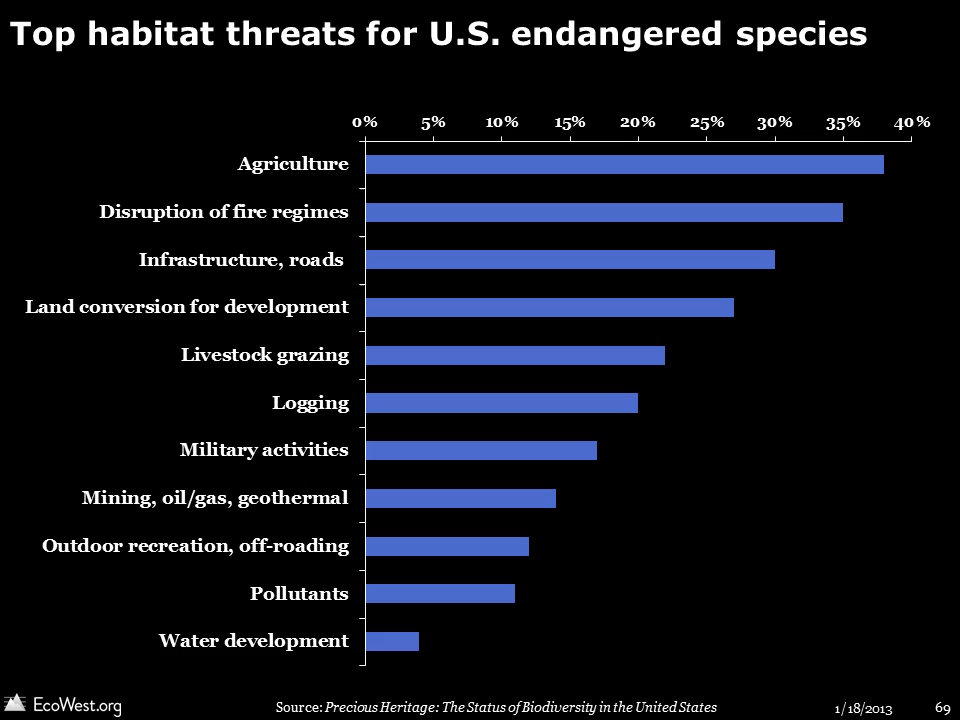 Top habitat threats for U.S. endangered species
0% 5% 10% 15% 20% 25% 30% 35% 40%
Agriculture
Disruption of fire regimes
Infrastructure, roads
Land conversion for development
Livestock grazing
Logging
Military activities
Mining, oil/gas, geothermal
Outdoor recreation, off-roading
Pollutants
Water development
EcoWest.org
Source: Precious Heritage: The Status of Biodiversity in the United States
1/18/2013
69